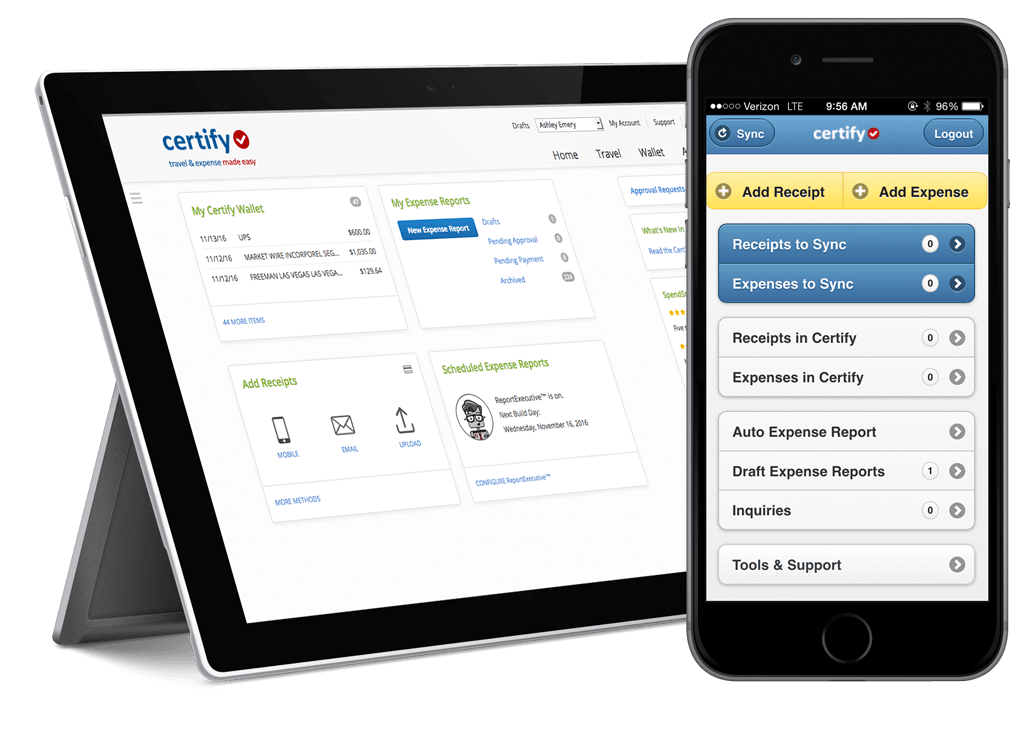 certify
travel & expense made easy
Drafts Ashley Emery My Account Support
Home Travel Wallet
My Certify Wallet 47
11/13/16 UPS $600.00
11/12/16 MARKET WIRE INCORPOREL SEG... $1,035.00
11/12/16 FREEMAN LAS VEGAS LAS VEGA... $129.64
44 MORE ITEMS
My Expense Reports
New Expense Report
Drafts 1
Pending Approval 0
Pending Payment 0
Archived 224
Approval Requests
What's New In
Read the Cert
SpendS
Five
Add Receipts
MOBILE EMAIL UPLOAD
MORE METHODS
Scheduled Expense Reports
ReportExecutive™ is on.
Next Build Day:
Wednesday, November 16, 2016
CONFIGURE ReportExecutive™
Verizon LTE 9:56 AM 96%
Sync certify Logout
Add Receipt Add Expense
Receipts to Sync 0
Expenses to Sync 0
Receipts in Certify 0
Expenses in Certify 0
Auto Expense Report
Draft Expense Reports 1
Inquiries 0
Tools & Support